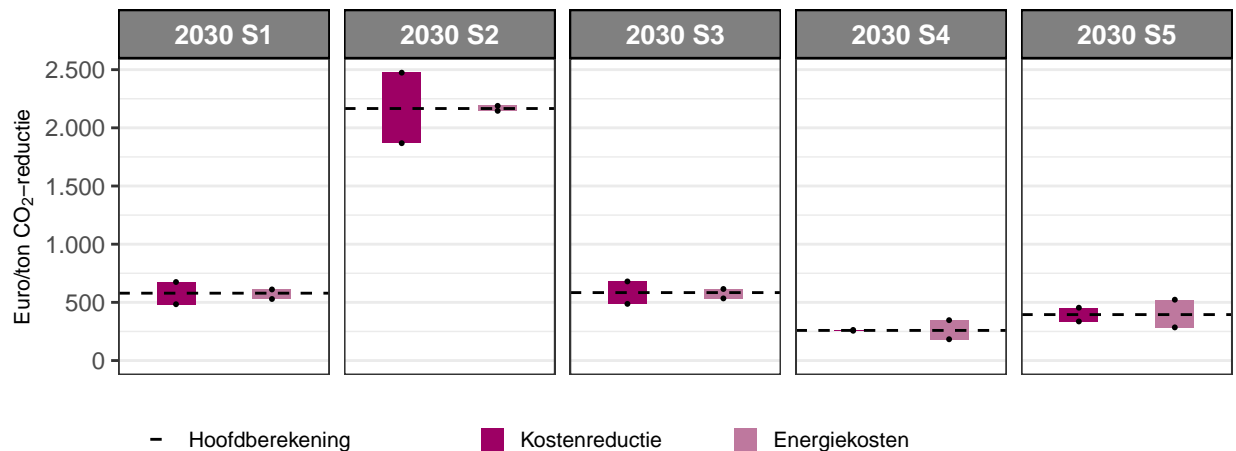 2030 S1 2030 S2 2030 S3 2030 S4 2030 S5
Euro/ton CO₂–reductie
2.500
2.000
1.500
1.000
500
0
Hoofdberekening Kostenreductie Energiekosten